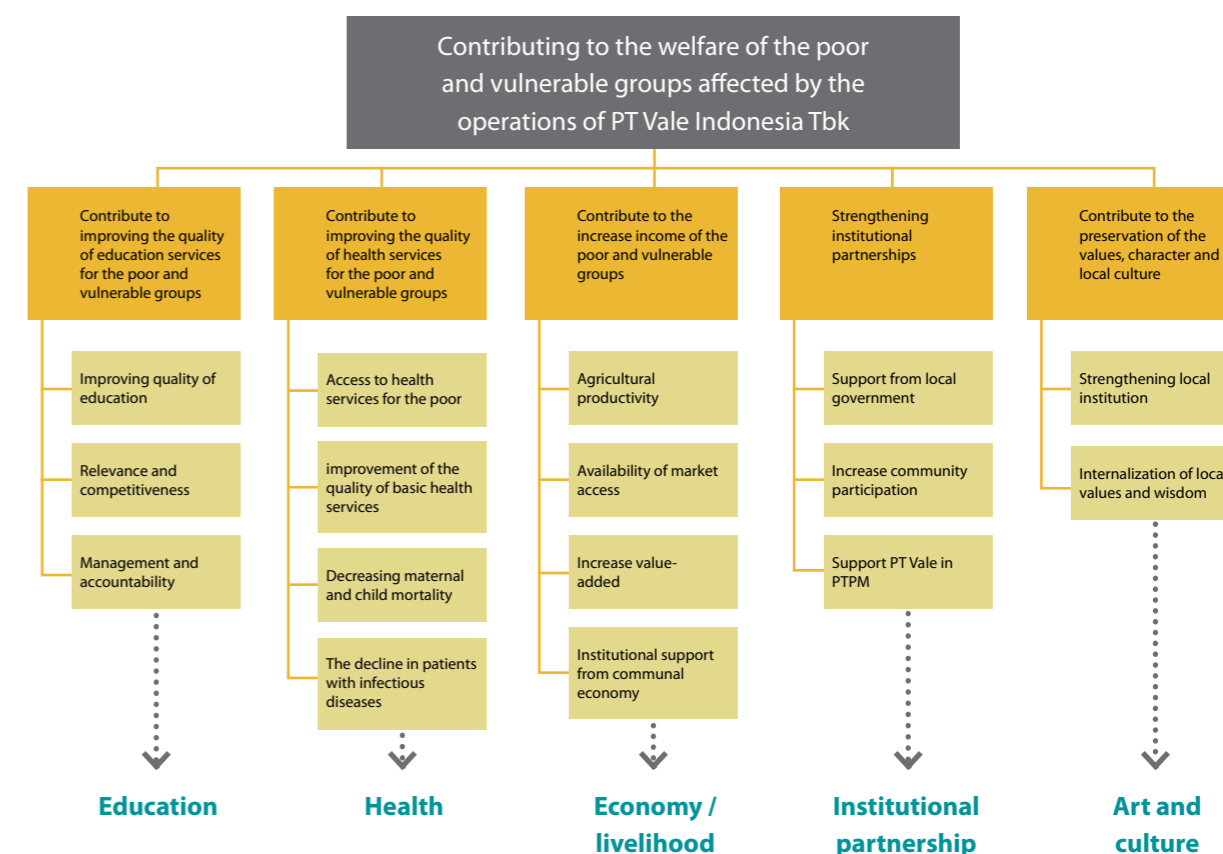 Contributing to the welfare of the poor
and vulnerable groups affected by the
operations of PT Vale Indonesia Tbk
Contribute to
improving the quality
of education services
for the poor and
vulnerable groups
Improving quality of
education
Relevance and
competitiveness
Management and
accountability
Education
Contribute to
improving the quality
of health services
for the poor and
vulnerable groups
Access to health
services for the poor
improvement of the
quality of basic health
services
Decreasing maternal
and child mortality
The decline in patients
with infectious
diseases
Health
Contribute to the
increase income of the
poor and vulnerable
groups
Agricultural
productivity
Availability of market
access
Increase value-
added
Institutional support
from communal
economy
Economy /
livelihood
Strengthening
institutional
partnerships
Support from local
government
Increase community
participation
Support PT Vale in
PTPM
Institutional
partnership
Contribute to the
preservation of the
values, character and
local culture
Strengthening local
institution
Internalization of local
values and wisdom
Art and
culture